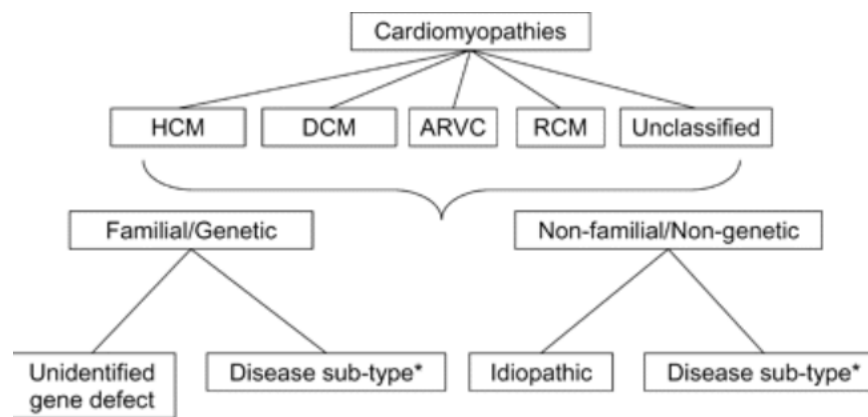 Cardiomyopathies
HCM
DCM
ARVC
RCM
Unclassified
Familial/Genetic
Non-familial/Non-genetic
Unidentified
gene defect
Disease sub-type*
Idiopathic
Disease sub-type*